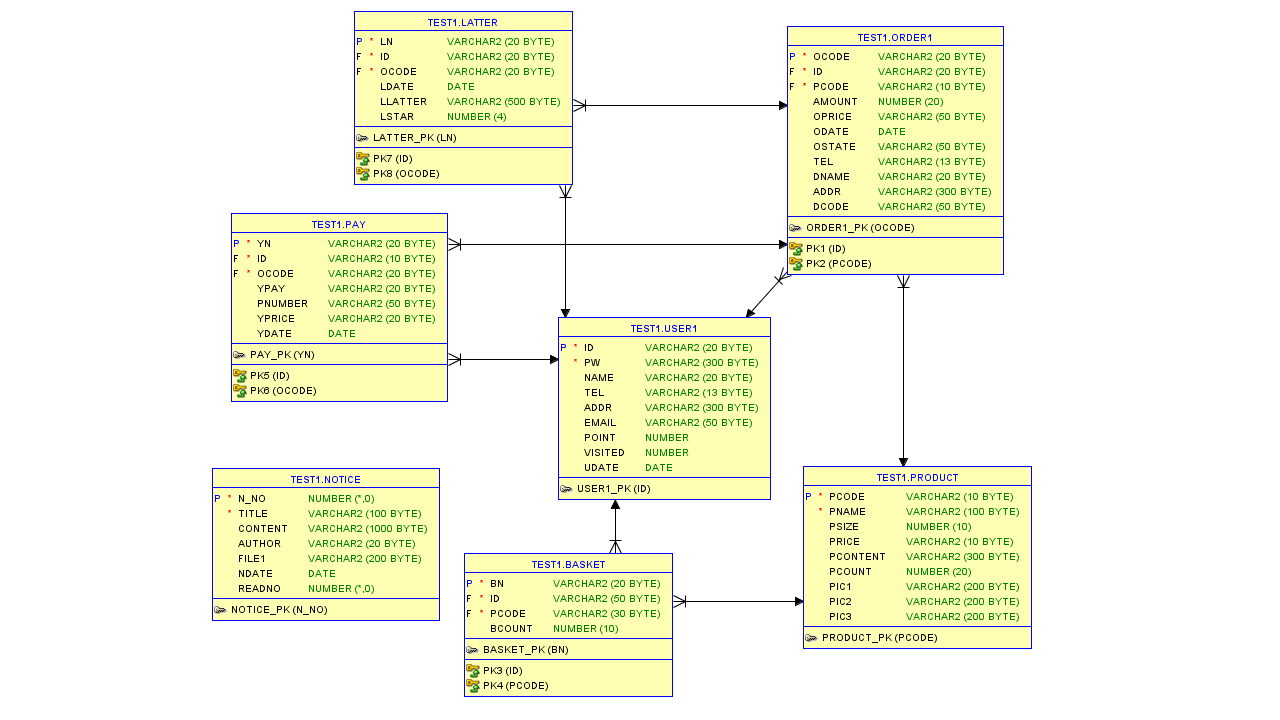 TEST1.LATTER
P * LN VARCHAR2 (20 BYTE)
F * ID VARCHAR2 (20 BYTE)
F * OCODE VARCHAR2 (20 BYTE)
LDATE DATE
LLATTER VARCHAR2 (500 BYTE)
LSTAR NUMBER (4)
LATTER_PK (LN)
PK7 (ID)
PK8 (OCODE)
TEST1.ORDER1
P * OCODE VARCHAR2 (20 BYTE)
F * ID VARCHAR2 (20 BYTE)
F * PCODE VARCHAR2 (10 BYTE)
AMOUNT NUMBER (20)
OPRICE VARCHAR2 (50 BYTE)
ODATE DATE
OSTATE VARCHAR2 (50 BYTE)
TEL VARCHAR2 (13 BYTE)
DNAME VARCHAR2 (20 BYTE)
ADDR VARCHAR2 (300 BYTE)
DCODE VARCHAR2 (50 BYTE)
ORDER1_PK (OCODE)
PK1 (ID)
PK2 (PCODE)
TEST1.PAY
P * YN VARCHAR2 (20 BYTE)
F * ID VARCHAR2 (10 BYTE)
F * OCODE VARCHAR2 (20 BYTE)
YPAY VARCHAR2 (20 BYTE)
PNUMBER VARCHAR2 (50 BYTE)
YPRICE VARCHAR2 (20 BYTE)
YDATE DATE
PAY_PK (YN)
PK5 (ID)
PK6 (OCODE)
TEST1.USER1
P * ID VARCHAR2 (20 BYTE)
* PW VARCHAR2 (300 BYTE)
NAME VARCHAR2 (20 BYTE)
TEL VARCHAR2 (13 BYTE)
ADDR VARCHAR2 (300 BYTE)
EMAIL VARCHAR2 (50 BYTE)
POINT NUMBER
VISITED NUMBER
UDATE DATE
USER1_PK (ID)
TEST1.NOTICE
P * N_NO NUMBER (*,0)
* TITLE VARCHAR2 (100 BYTE)
CONTENT VARCHAR2 (1000 BYTE)
AUTHOR VARCHAR2 (20 BYTE)
FILE1 VARCHAR2 (200 BYTE)
NDATE DATE
READNO NUMBER (*,0)
NOTICE_PK (N_NO)
TEST1.PRODUCT
P * PCODE VARCHAR2 (10 BYTE)
* PNAME VARCHAR2 (100 BYTE)
PSIZE NUMBER (10)
PRICE VARCHAR2 (10 BYTE)
PCONTENT VARCHAR2 (300 BYTE)
PCOUNT NUMBER (20)
PIC1 VARCHAR2 (200 BYTE)
PIC2 VARCHAR2 (200 BYTE)
PIC3 VARCHAR2 (200 BYTE)
PRODUCT_PK (PCODE)
TEST1.BASKET
P * BN VARCHAR2 (20 BYTE)
F * ID VARCHAR2 (50 BYTE)
F * PCODE VARCHAR2 (30 BYTE)
BCOUNT NUMBER (10)
BASKET_PK (BN)
PK3 (ID)
PK4 (PCODE)